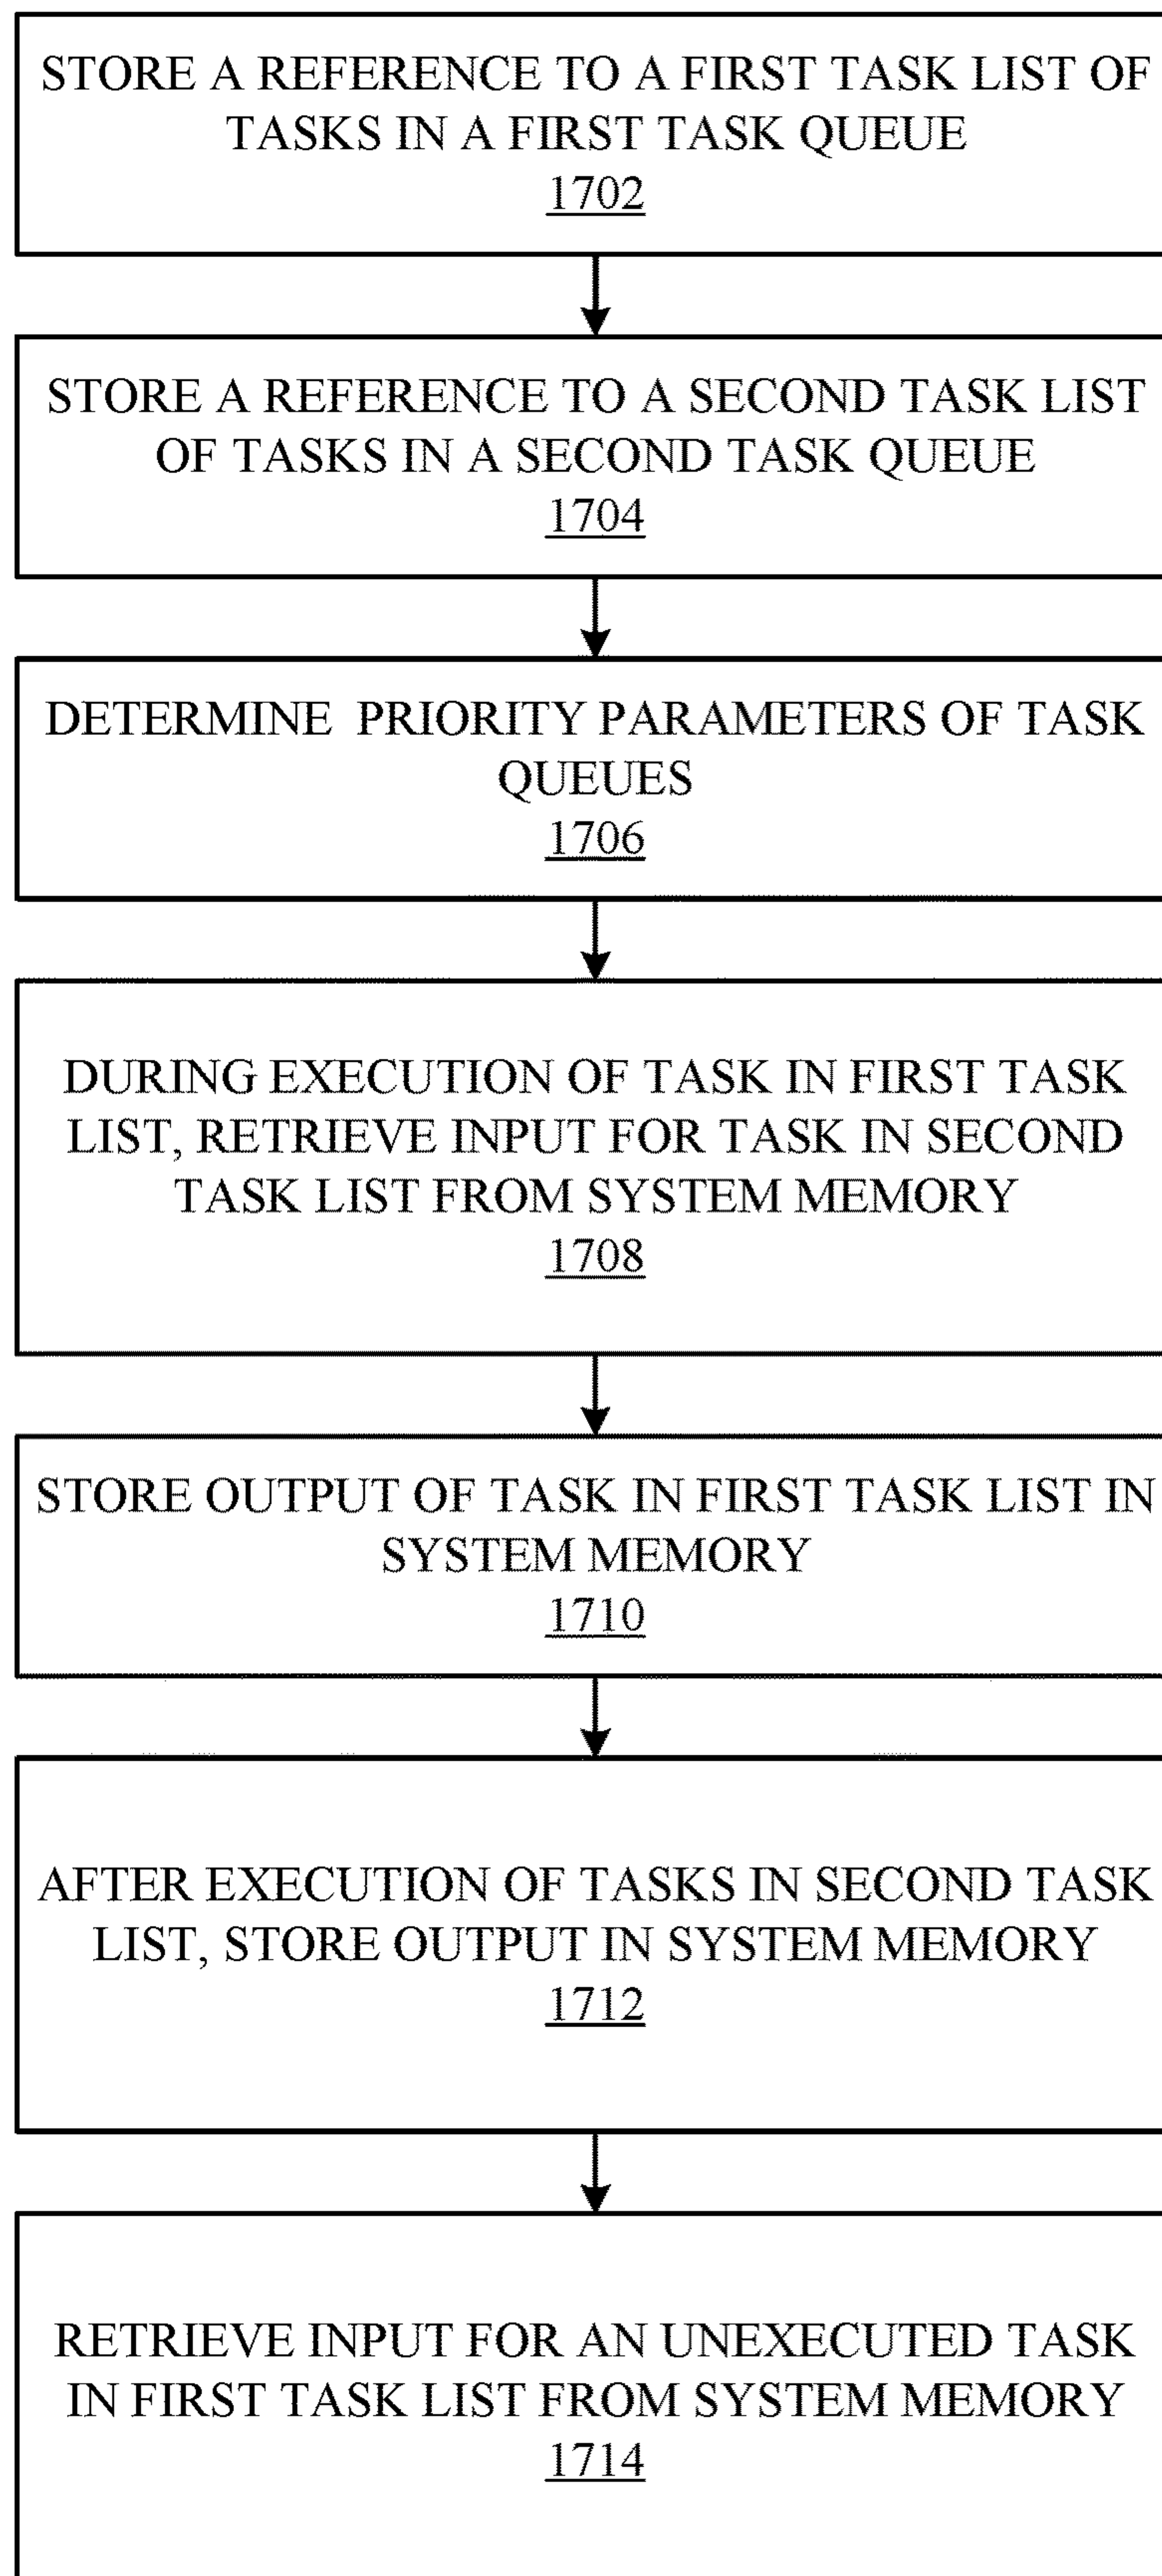 STORE A REFERENCE TO A FIRST TASK LIST OF
TASKS IN A FIRST TASK QUEUE
1702
STORE A REFERENCE TO A SECOND TASK LIST
OF TASKS IN A SECOND TASK QUEUE
1704
DETERMINE PRIORITY PARAMETERS OF TASK
QUEUES
1706
DURING EXECUTION OF TASK IN FIRST TASK
LIST, RETRIEVE INPUT FOR TASK IN SECOND
TASK LIST FROM SYSTEM MEMORY
1708
STORE OUTPUT OF TASK IN FIRST TASK LIST IN
SYSTEM MEMORY
1710
AFTER EXECUTION OF TASKS IN SECOND TASK
LIST, STORE OUTPUT IN SYSTEM MEMORY
1712
RETRIEVE INPUT FOR AN UNEXECUTED TASK
IN FIRST TASK LIST FROM SYSTEM MEMORY
1714